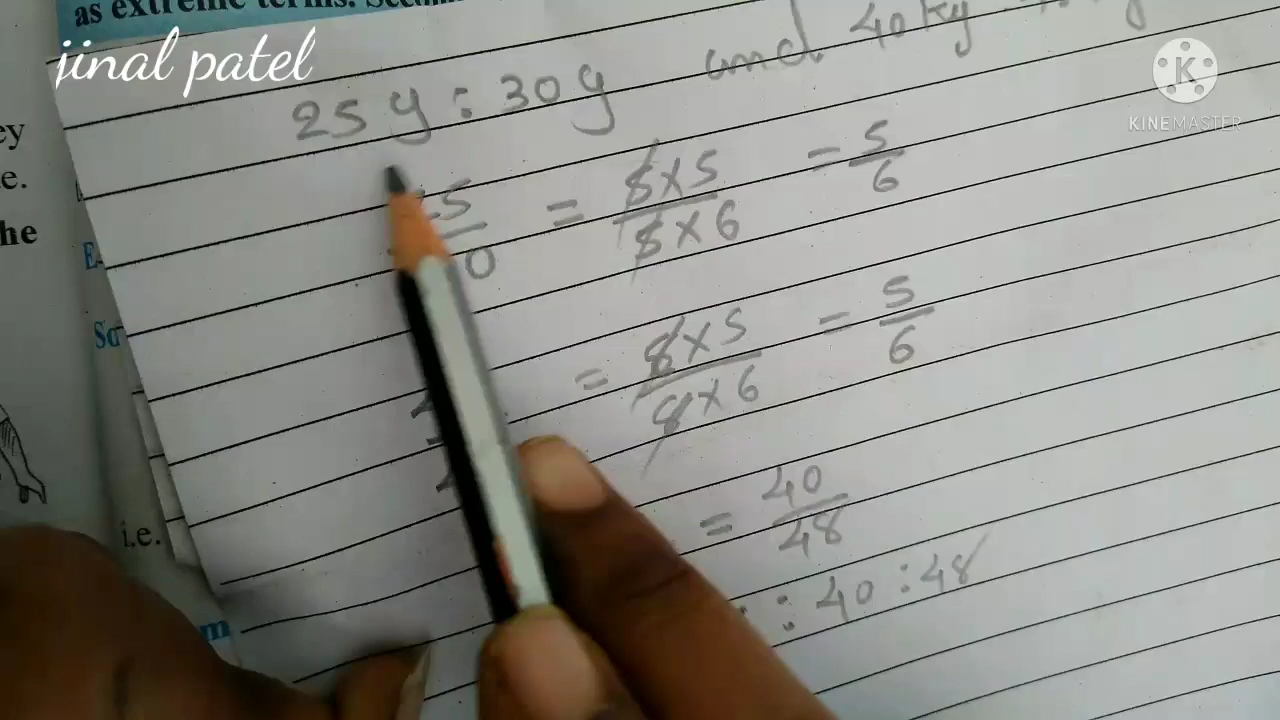 as extreme terms.
jinal patel
25 g : 30 g and 40 kg
KINEMASTER
ey
e.
he
= 5×5/5×6 = 5/6
= 8×5/8×6 = 5/6
= 40/48
:: 40 : 48
i.e.
m